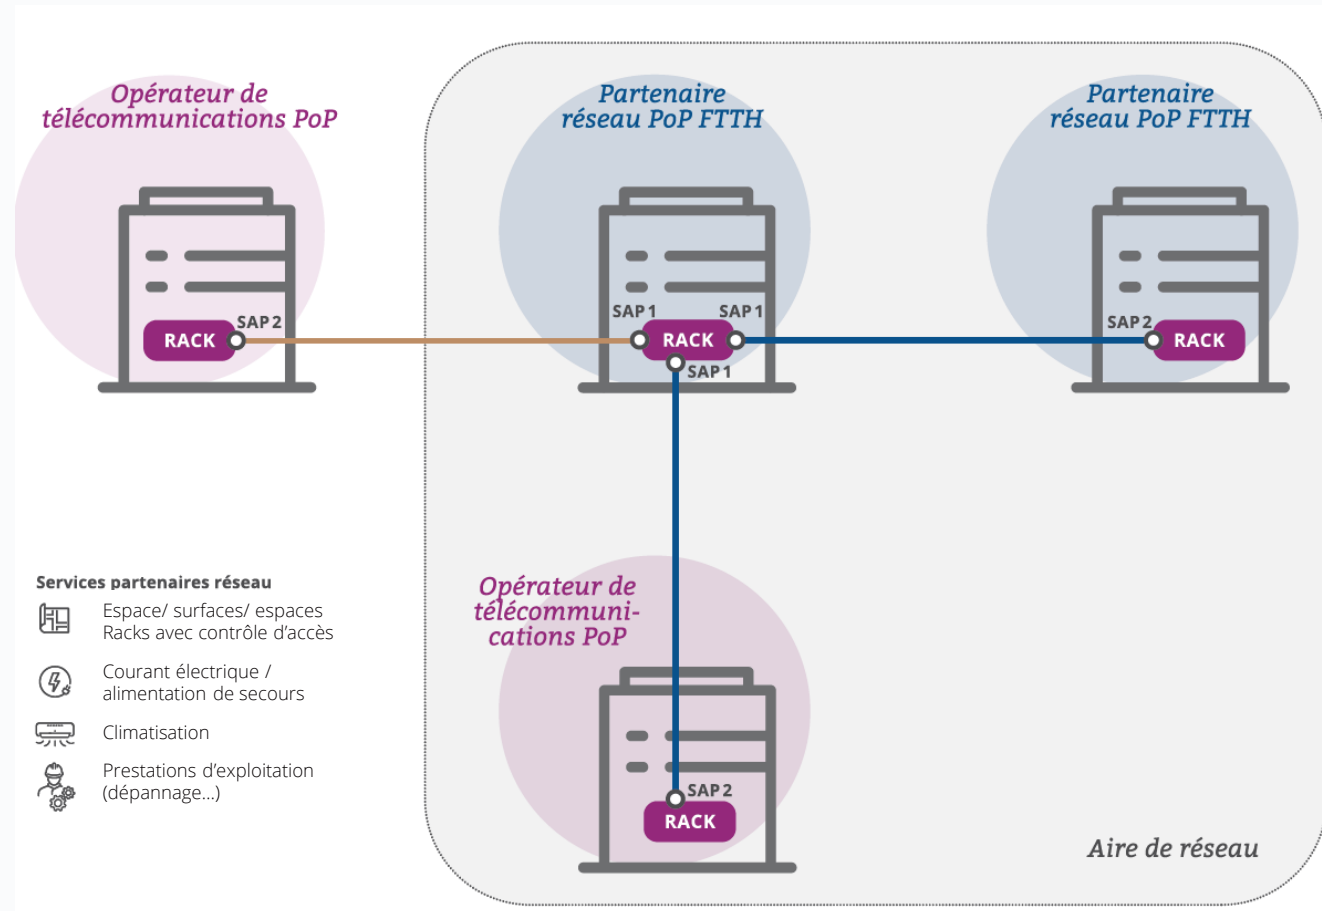 Opérateur de
télécommunications PoP
Partenaire
réseau PoP FTTH
Partenaire
réseau PoP FTTH
SAP 2
RACK
SAP 1
SAP 1
RACK
SAP 1
SAP 2
RACK
Opérateur de
télécommuni-
cations PoP
SAP 2
RACK
Aire de réseau
Services partenaires réseau
Espace/ surfaces/ espaces
Racks avec contrôle d’accès
Courant électrique /
alimentation de secours
Climatisation
Prestations d’exploitation
(dépannage...)